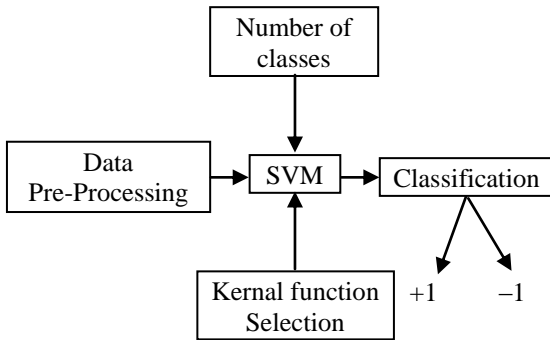 Number of
classes
Data
Pre-Processing
SVM
Classification
Kernal function
Selection
+1
–1